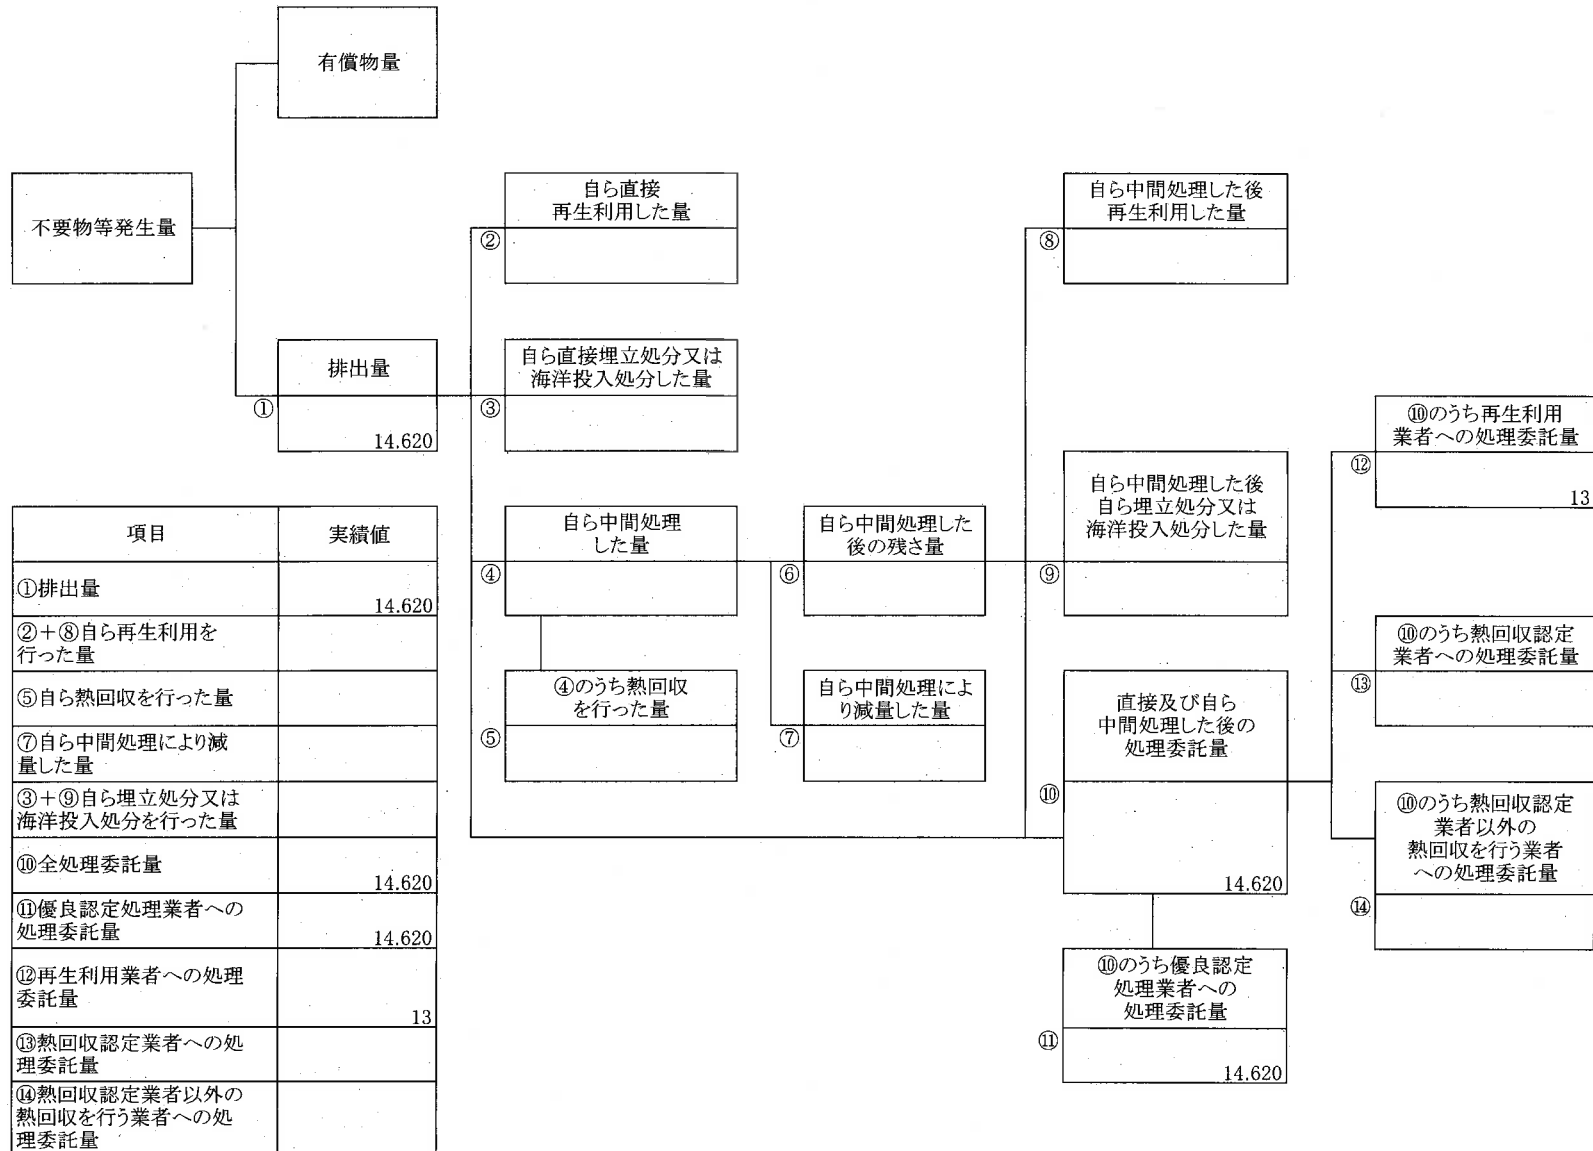 有償物量
不要物等発生量
排出量
①
14.620
自ら直接
再生利用した量
②
自ら直接埋立処分又は
海洋投入処分した量
③
自ら中間処理
した量
④
④のうち熱回収
を行った量
⑤
自ら中間処理した
後の残さ量
⑥
自ら中間処理によ
り減量した量
⑦
自ら中間処理した後
再生利用した量
⑧
自ら中間処理した後
自ら埋立処分又は
海洋投入処分した量
⑨
直接及び自ら
中間処理した後の
処理委託量
⑩
14.620
⑩のうち優良認定
処理業者への
処理委託量
⑪
14.620
⑩のうち再生利用
業者への処理委託量
⑫
13
⑩のうち熱回収認定
業者への処理委託量
⑬
⑩のうち熱回収認定
業者以外の
熱回収を行う業者
への処理委託量
⑭
項目 実績値
①排出量 14.620
②+⑧自ら再生利用を
行った量
⑤自ら熱回収を行った量
⑦自ら中間処理により減
量した量
③+⑨自ら埋立処分又は
海洋投入処分を行った量
⑩全処理委託量 14.620
⑪優良認定処理業者への
処理委託量 14.620
⑫再生利用業者への処理
委託量 13
⑬熱回収認定業者への処
理委託量
⑭熱回収認定業者以外の
熱回収を行う業者への処
理委託量